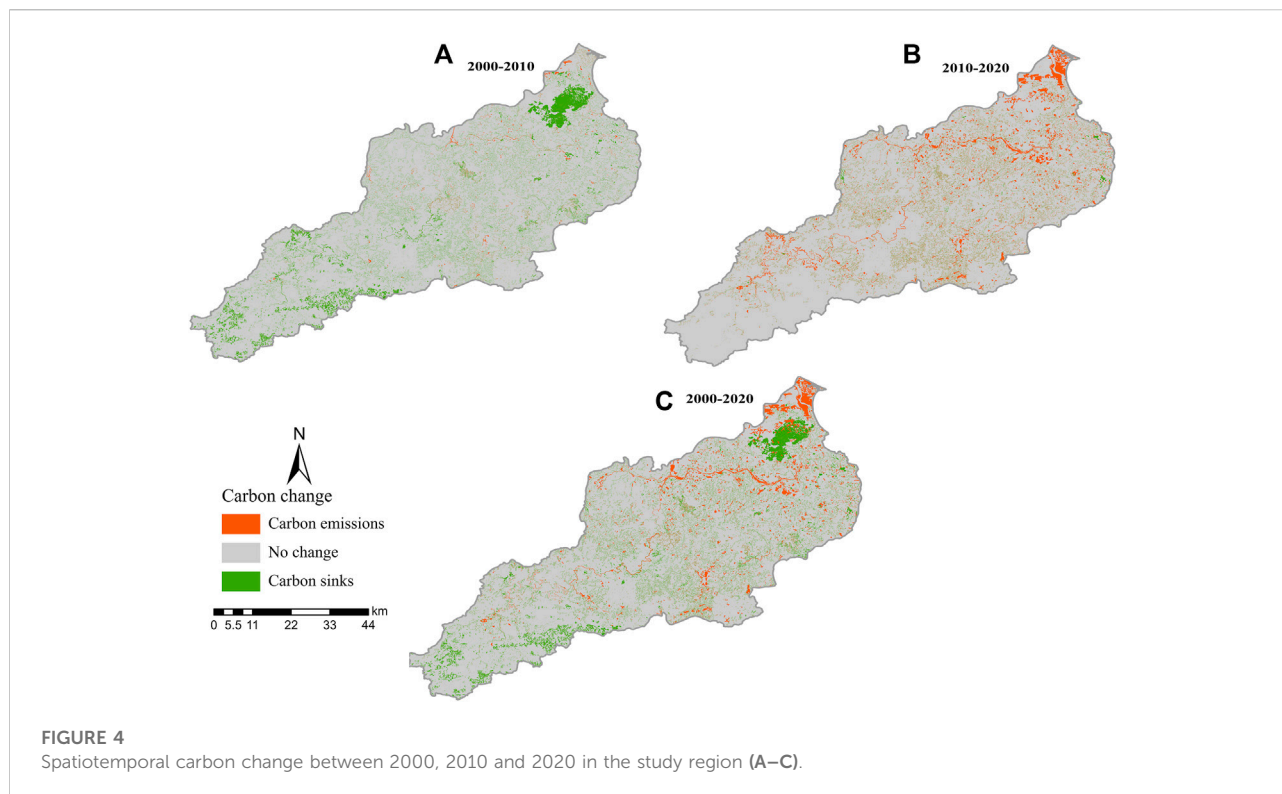 A
2000-2010
B
2010-2020
C
2000-2020
N
Carbon change
Carbon emissions
No change
Carbon sinks
km
0 5.5 11 22 33 44
FIGURE 4
Spatiotemporal carbon change between 2000, 2010 and 2020 in the study region (A–C).